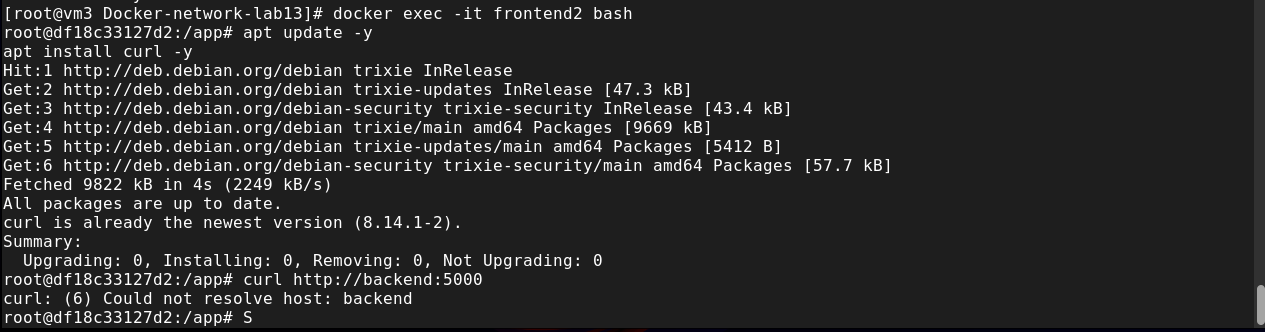 [root@vm3 Docker-network-lab13]# docker exec -it frontend2 bash
root@df18c33127d2:/app# apt update -y
apt install curl -y
Hit:1 http://deb.debian.org/debian trixie InRelease
Get:2 http://deb.debian.org/debian trixie-updates InRelease [47.3 kB]
Get:3 http://deb.debian.org/debian-security trixie-security InRelease [43.4 kB]
Get:4 http://deb.debian.org/debian trixie/main amd64 Packages [9669 kB]
Get:5 http://deb.debian.org/debian trixie-updates/main amd64 Packages [5412 B]
Get:6 http://deb.debian.org/debian-security trixie-security/main amd64 Packages [57.7 kB]
Fetched 9822 kB in 4s (2249 kB/s)
All packages are up to date.
curl is already the newest version (8.14.1-2).
Summary:
  Upgrading: 0, Installing: 0, Removing: 0, Not Upgrading: 0
root@df18c33127d2:/app# curl http://backend:5000
curl: (6) Could not resolve host: backend
root@df18c33127d2:/app# S